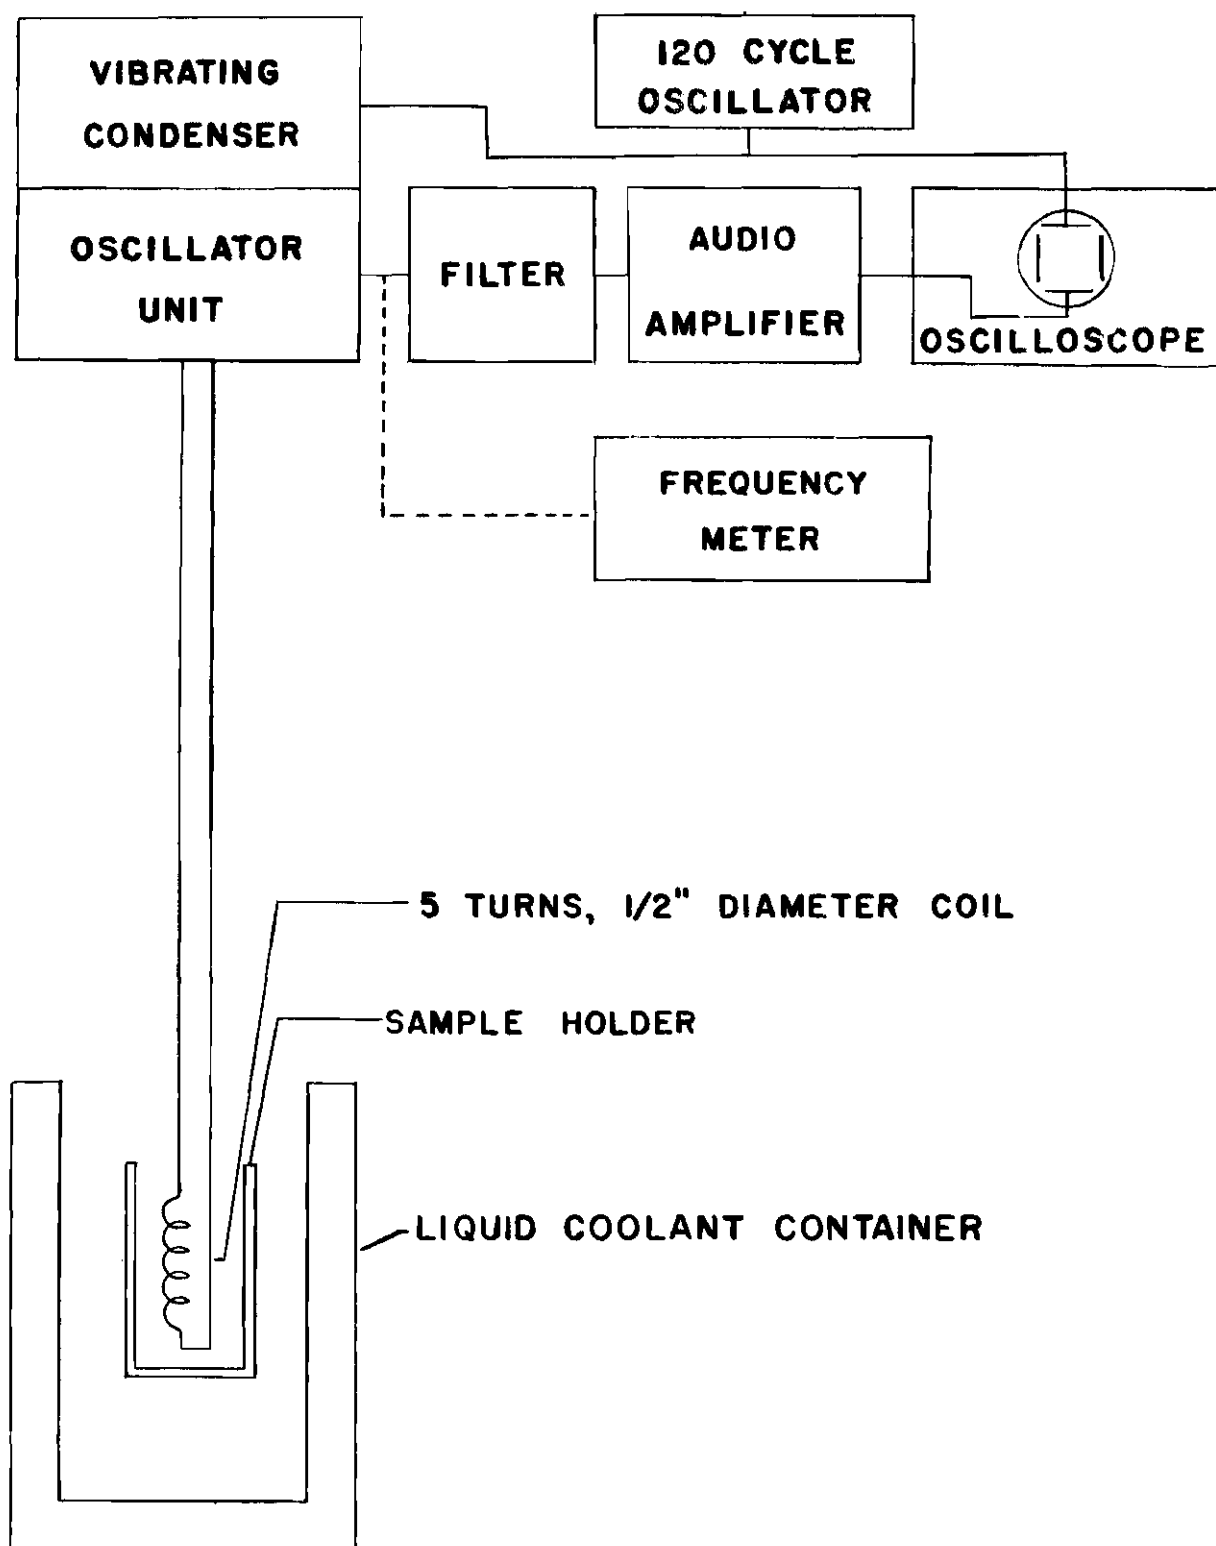 VIBRATING
CONDENSER
120 CYCLE
OSCILLATOR
OSCILLATOR
UNIT
FILTER
AUDIO
AMPLIFIER
OSCILLOSCOPE
FREQUENCY
METER
5 TURNS, 1/2" DIAMETER COIL
SAMPLE HOLDER
LIQUID COOLANT CONTAINER